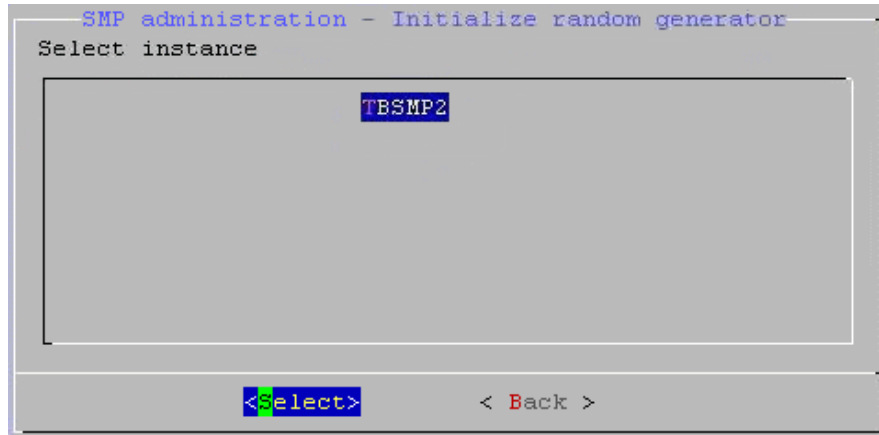 SMP administration - Initialize random generator
Select instance
TBSMP2
<Select> < Back >